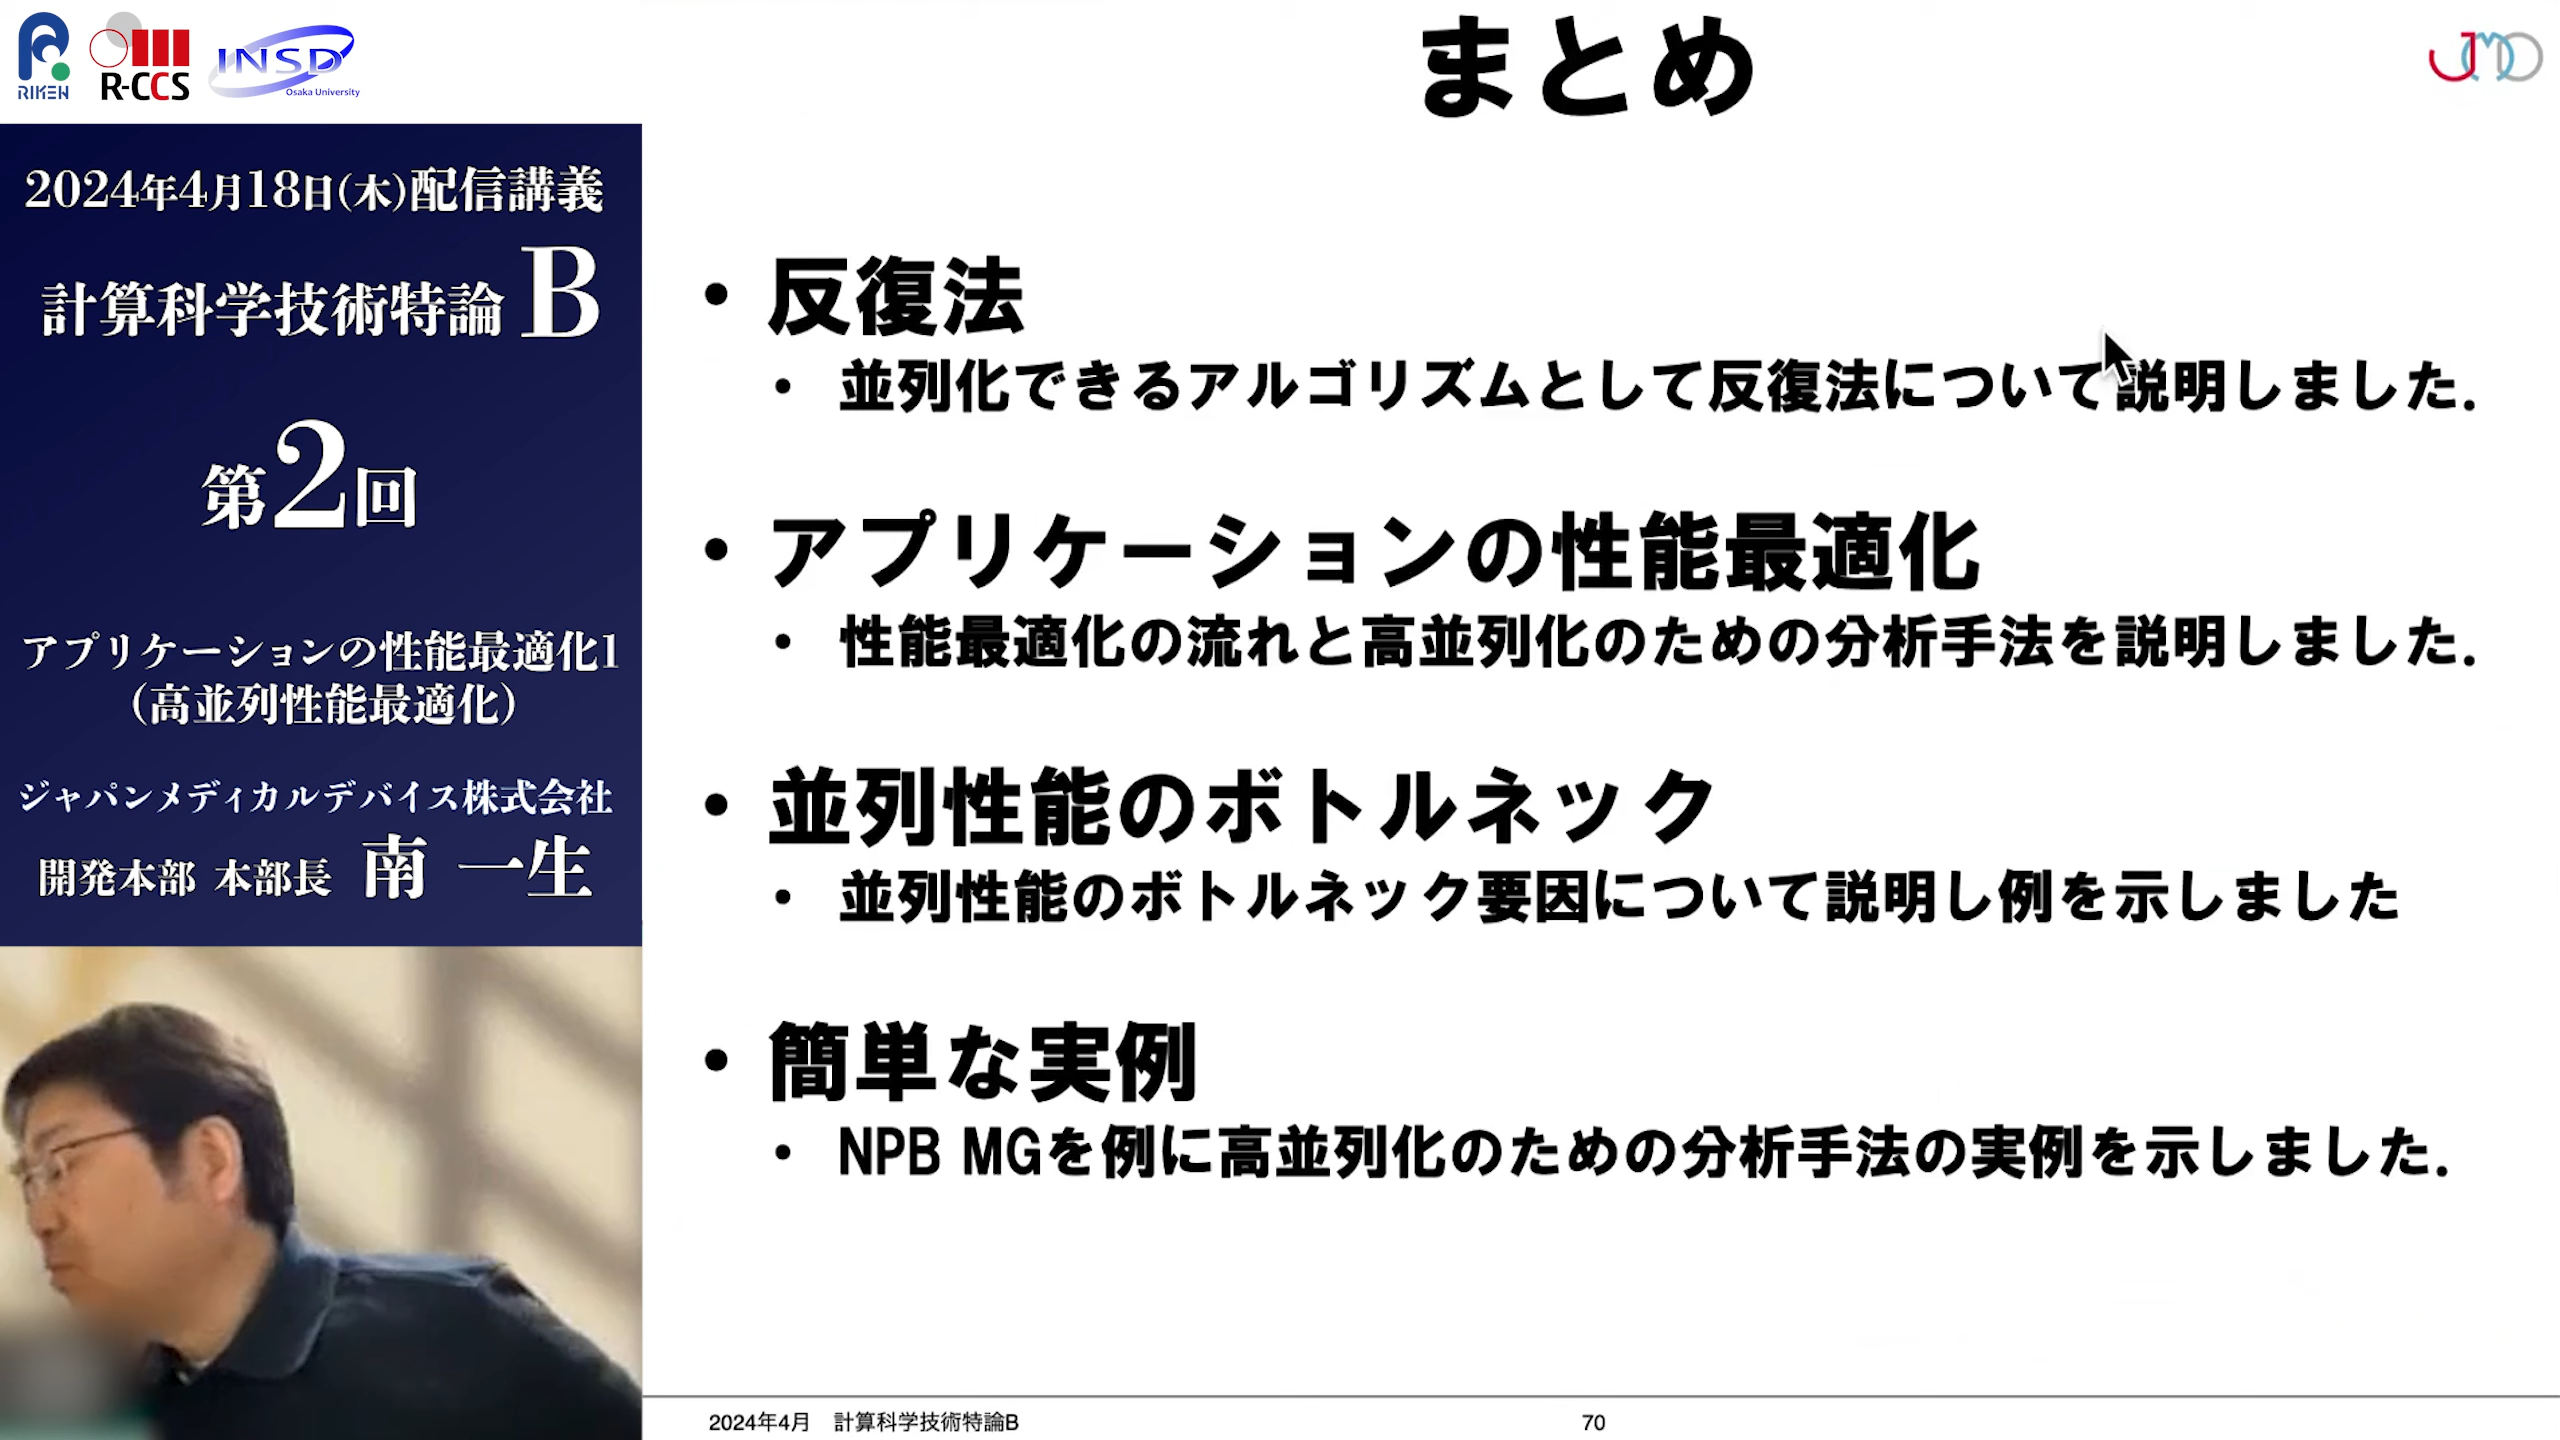 RIKEN
R-CCS
INSD
Osaka University
JMD
2024年4月18日(木)配信講義
計算科学技術特論 B
第2回
アプリケーションの性能最適化1
(高並列性能最適化)
ジャパンメディカルデバイス株式会社
開発本部 本部長 南 一生
まとめ
• 反復法
• 並列化できるアルゴリズムとして反復法について説明しました.
• アプリケーションの性能最適化
• 性能最適化の流れと高並列化のための分析手法を説明しました.
• 並列性能のボトルネック
• 並列性能のボトルネック要因について説明し例を示しました
• 簡単な実例
• NPB MGを例に高並列化のための分析手法の実例を示しました.
2024年4月 計算科学技術特論B
70